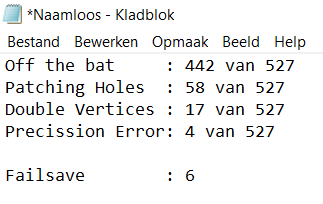 *Naamloos - Kladblok
Bestand Bewerken Opmaak Beeld Help
Off the bat     : 442 van 527
Patching Holes  : 58 van 527
Double Vertices : 17 van 527
Precission Error: 4 van 527
Failsave        : 6